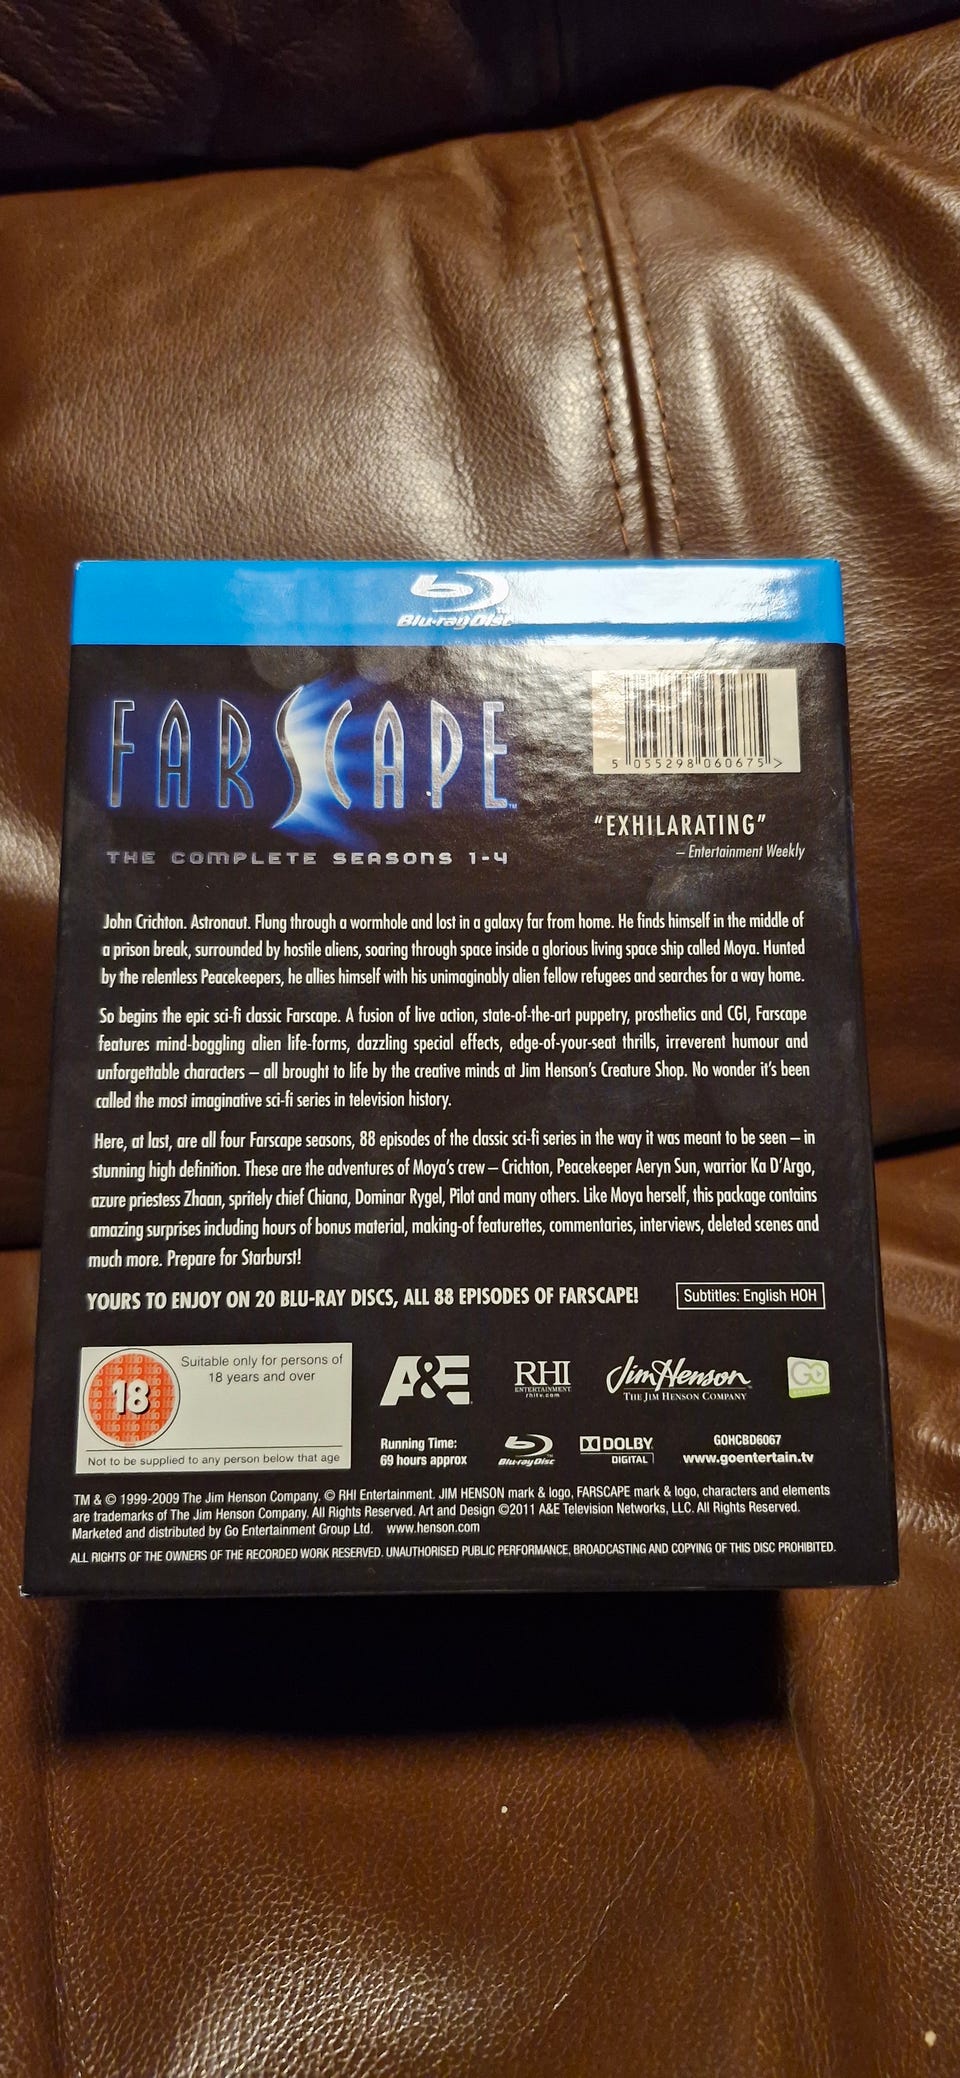 Blu-ray Disc
FARSCAPE™
THE COMPLETE SEASONS 1-4
5 055298 060675 >
"EXHILARATING"
– Entertainment Weekly
John Crichton. Astronaut. Flung through a wormhole and lost in a galaxy far from home. He finds himself in the middle of
a prison break, surrounded by hostile aliens, soaring through space inside a glorious living space ship called Moya. Hunted
by the relentless Peacekeepers, he allies himself with his unimaginably alien fellow refugees and searches for a way home.
So begins the epic sci-fi classic Farscape. A fusion of live action, state-of-the-art puppetry, prosthetics and CGI, Farscape
features mind-boggling alien life-forms, dazzling special effects, edge-of-your-seat thrills, irreverent humour and
unforgettable characters – all brought to life by the creative minds at Jim Henson's Creature Shop. No wonder it's been
called the most imaginative sci-fi series in television history.
Here, at last, are all four Farscape seasons, 88 episodes of the classic sci-fi series in the way it was meant to be seen – in
stunning high definition. These are the adventures of Moya's crew – Crichton, Peacekeeper Aeryn Sun, warrior Ka D'Argo,
azure priestess Zhaan, spritely chief Chiana, Dominar Rygel, Pilot and many others. Like Moya herself, this package contains
amazing surprises including hours of bonus material, making-of featurettes, commentaries, interviews, deleted scenes and
much more. Prepare for Starburst!
YOURS TO ENJOY ON 20 BLU-RAY DISCS, ALL 88 EPISODES OF FARSCAPE!
Subtitles: English HOH
18
Suitable only for persons of
18 years and over
Not to be supplied to any person below that age
A&E
RHI
ENTERTAINMENT
rhitv.com
Jim Henson
THE JIM HENSON COMPANY
GO
Running Time:
69 hours approx
Blu-ray Disc
DOLBY
DIGITAL
GOHCBD6067
www.goentertain.tv
TM & © 1999-2009 The Jim Henson Company. © RHI Entertainment. JIM HENSON mark & logo, FARSCAPE mark & logo, characters and elements
are trademarks of The Jim Henson Company. All Rights Reserved. Art and Design ©2011 A&E Television Networks, LLC. All Rights Reserved.
Marketed and distributed by Go Entertainment Group Ltd. www.henson.com
ALL RIGHTS OF THE OWNERS OF THE RECORDED WORK RESERVED. UNAUTHORISED PUBLIC PERFORMANCE, BROADCASTING AND COPYING OF THIS DISC PROHIBITED.